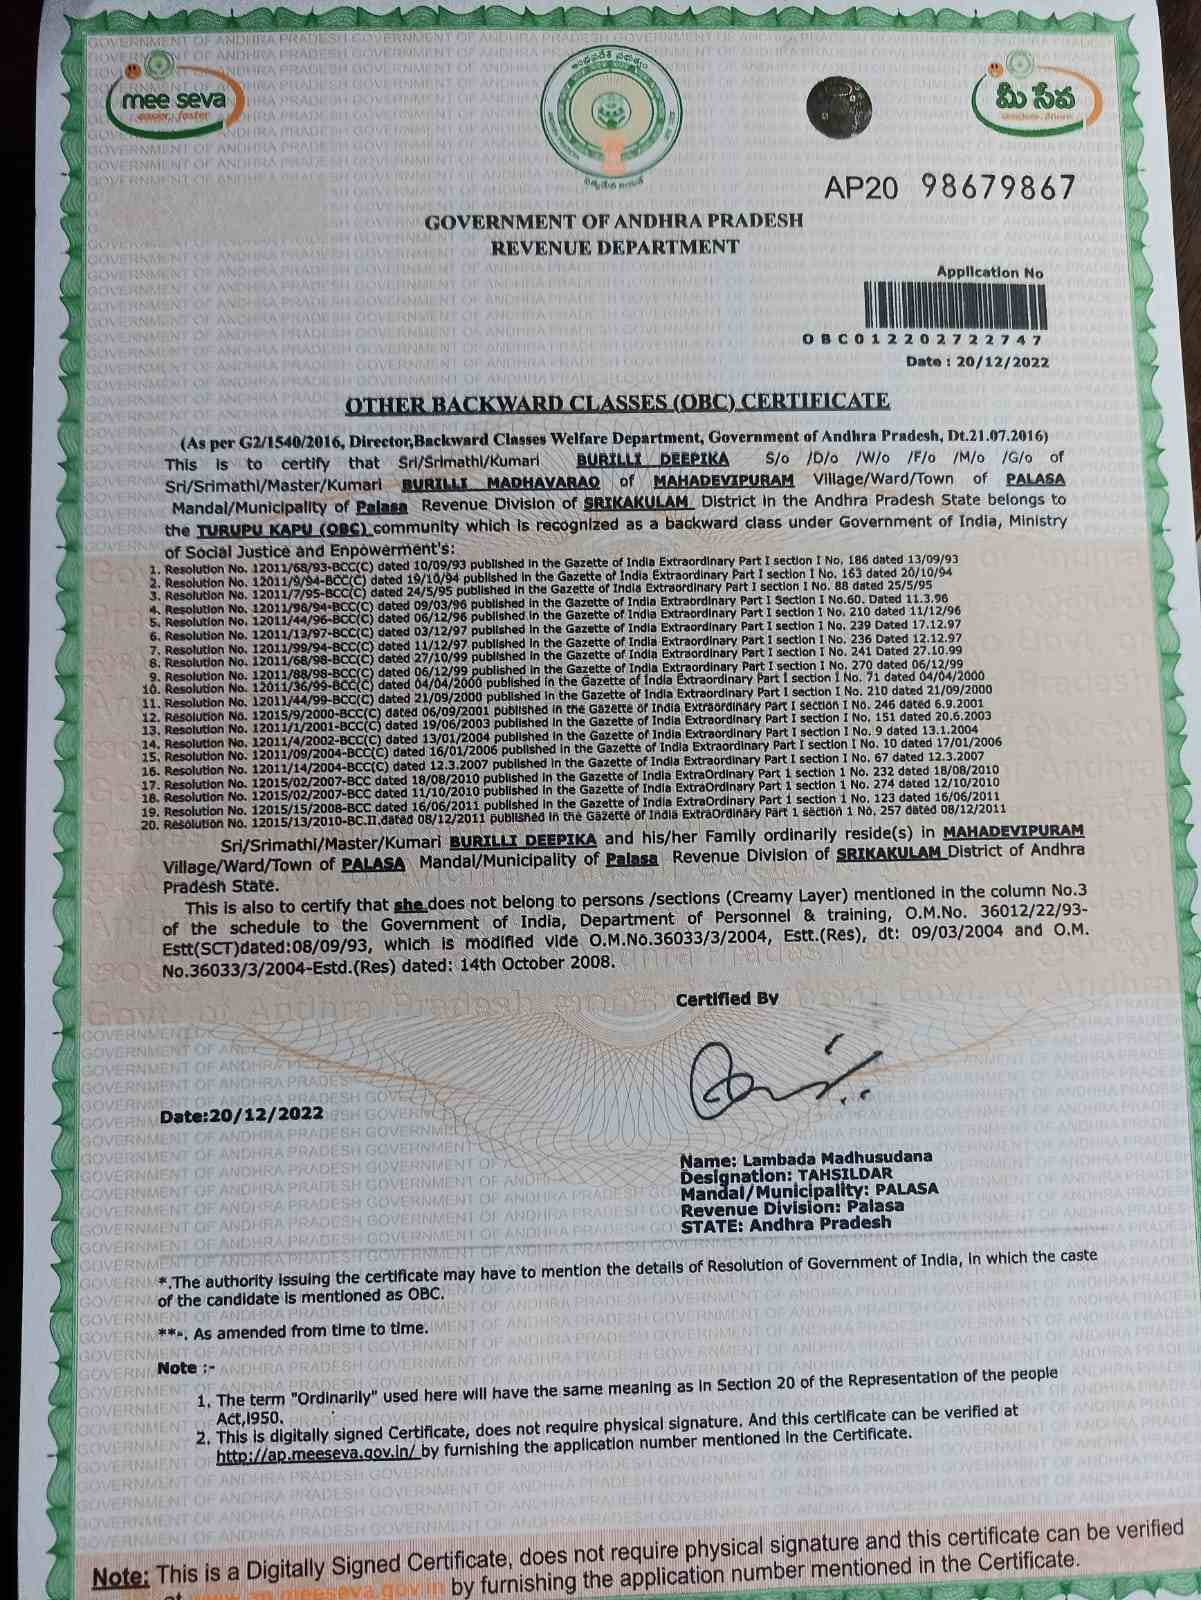 mee seva
ఆంధ్రప్రదేశ్ ప్రభుత్వం
మీ సేవ
AP20 98679867
GOVERNMENT OF ANDHRA PRADESH
REVENUE DEPARTMENT
Application No
OBC012202722747
Date : 20/12/2022
OTHER BACKWARD CLASSES (OBC) CERTIFICATE
(As per G2/1540/2016, Director,Backward Classes Welfare Department, Government of Andhra Pradesh, Dt.21.07.2016)
This is to certify that Sri/Srimathi/Kumari BURILLI DEEPIKA S/o /D/o /W/o /F/o /M/o /G/o of
Sri/Srimathi/Master/Kumari BURILLI MADHAVARAO of MAHADEVIPURAM Village/Ward/Town of PALASA
Mandal/Municipality of Palasa Revenue Division of SRIKAKULAM District in the Andhra Pradesh State belongs to
the TURUPU KAPU (OBC) community which is recognized as a backward class under Government of India, Ministry
of Social Justice and Enpowerment's:
1. Resolution No. 12011/68/93-BCC(C) dated 10/09/93 published in the Gazette of India Extraordinary Part I section I No, 186 dated 13/09/93
2. Resolution No. 12011/9/94-BCC(C) dated 19/10/94 published in the Gazette of India Extraordinary Part I section I No. 163 dated 20/10/94
3. Resolution No. 12011/7/95-BCC(C) dated 24/5/95 published in the Gazette of India Extraordinary Part I section I No. 88 dated 25/5/95
4. Resolution No. 12011/96/94-BCC(C) dated 09/03/96 published in the Gazette of India Extraordinary Part I Section I No.60. Dated 11.3.96
5. Resolution No. 12011/44/96-BCC(C) dated 06/12/96 published in the Gazette of India Extraordinary Part I section I No. 210 dated 11/12/96
6. Resolution No. 12011/13/97-BCC(C) dated 03/12/97 published in the Gazette of India Extraordinary Part I section I No. 239 Dated 17.12.97
7. Resolution No. 12011/99/94-BCC(C) dated 11/12/97 published in the Gazette of India Extraordinary Part I section I No. 236 Dated 12.12.97
8. Resolution No. 12011/68/98-BCC(C) dated 27/10/99 published in the Gazette of India Extraordinary Part I section I No. 241 Dated 27.10.99
9. Resolution No. 12011/88/98-BCC(C) dated 06/12/99 published in the Gazette of India Extraordinary Part I section I No. 270 dated 06/12/99
10. Resolution No. 12011/36/99-BCC(C) dated 04/04/2000 published in the Gazette of India Extraordinary Part I section I No. 71 dated 04/04/2000
11. Resolution No. 12011/44/99-BCC(C) dated 21/09/2000 published in the Gazette of India Extraordinary Part I section I No. 210 dated 21/09/2000
12. Resolution No. 12015/9/2000-BCC(C) dated 06/09/2001 published in the Gazette of India Extraordinary Part I section I No. 246 dated 6.9.2001
13. Resolution No. 12011/1/2001-BCC(C) dated 19/06/2003 published in the Gazette of India Extraordinary Part I section I No. 151 dated 20.6.2003
14. Resolution No. 12011/4/2002-BCC(C) dated 13/01/2004 published in the Gazette of India Extraordinary Part I section I No. 9 dated 13.1.2004
15. Resolution No. 12011/09/2004-BCC(C) dated 16/01/2006 published in the Gazette of India Extraordinary Part I section I No. 10 dated 17/01/2006
16. Resolution No. 12011/14/2004-BCC(C) dated 12.3.2007 published in the Gazette of India Extraordinary Part I section I No. 67 dated 12.3.2007
17. Resolution No. 12015/02/2007-BCC dated 18/08/2010 published in the Gazette of India ExtraOrdinary Part 1 section 1 No. 232 dated 18/08/2010
18. Resolution No. 12015/02/2007-BCC dated 11/10/2010 published in the Gazette of India ExtraOrdinary Part 1 section 1 No. 274 dated 12/10/2010
19. Resolution No. 12015/15/2008-BCC dated 16/06/2011 published in the Gazette of India ExtraOrdinary Part 1 section 1 No. 123 dated 16/06/2011
20. Resolution No. 12015/13/2010-BC.II.dated 08/12/2011 published in the Gazette of India ExtraOrdinary Part 1 section 1 No. 257 dated 08/12/2011
Sri/Srimathi/Master/Kumari BURILLI DEEPIKA and his/her Family ordinarily reside(s) in MAHADEVIPURAM
Village/Ward/Town of PALASA Mandal/Municipality of Palasa Revenue Division of SRIKAKULAM District of Andhra
Pradesh State.
This is also to certify that she does not belong to persons /sections (Creamy Layer) mentioned in the column No.3
of the schedule to the Government of India, Department of Personnel & training, O.M.No. 36012/22/93-
Estt(SCT)dated:08/09/93, which is modified vide O.M.No.36033/3/2004, Estt.(Res), dt: 09/03/2004 and O.M.
No.36033/3/2004-Estd.(Res) dated: 14th October 2008.
Certified By
Date:20/12/2022
Name: Lambada Madhusudana
Designation: TAHSILDAR
Mandal/Municipality: PALASA
Revenue Division: Palasa
STATE: Andhra Pradesh
*.The authority issuing the certificate may have to mention the details of Resolution of Government of India, in which the caste
of the candidate is mentioned as OBC.
**-. As amended from time to time.
Note :-
1. The term "Ordinarily" used here will have the same meaning as in Section 20 of the Representation of the people
Act,1950.
2. This is digitally signed Certificate, does not require physical signature. And this certificate can be verified at
http://ap.meeseva.gov.in/ by furnishing the application number mentioned in the Certificate.
Note: This is a Digitally Signed Certificate, does not require physical signature and this certificate can be verified
at www.ap.meeseva.gov.in by furnishing the application number mentioned in the Certificate.